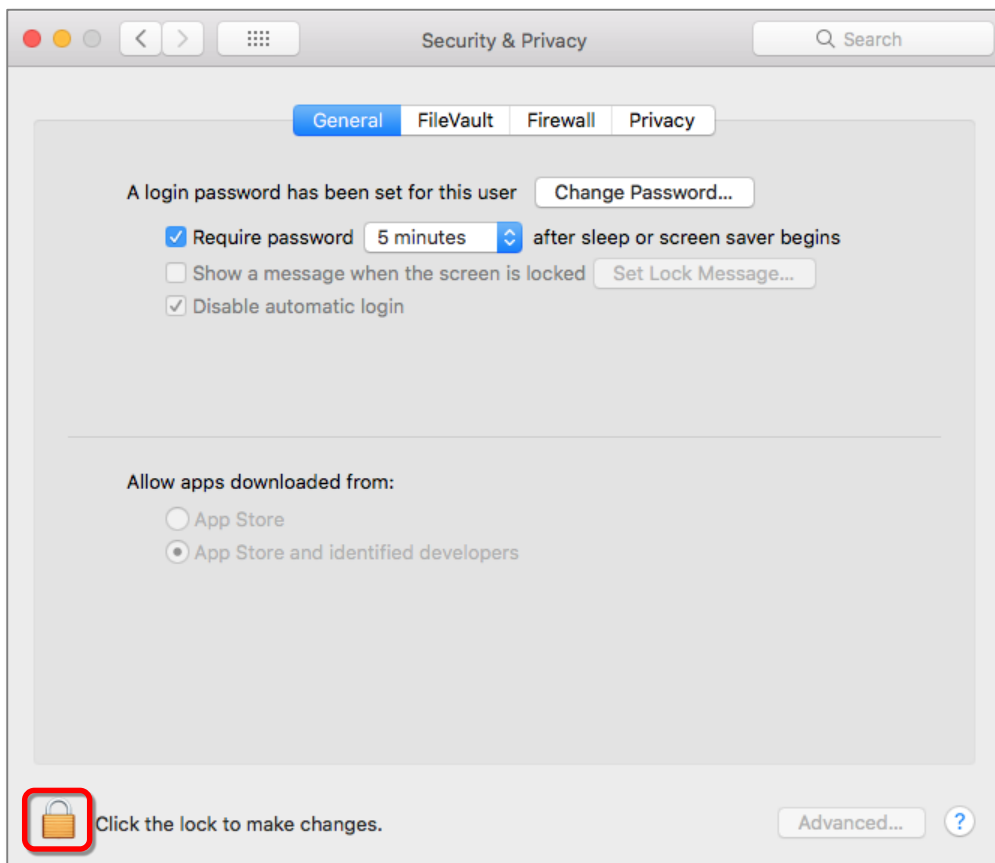 Security & Privacy
Search
General FileVault Firewall Privacy
A login password has been set for this user Change Password...
Require password 5 minutes after sleep or screen saver begins
Show a message when the screen is locked Set Lock Message...
Disable automatic login
Allow apps downloaded from:
App Store
App Store and identified developers
Click the lock to make changes.
Advanced... ?